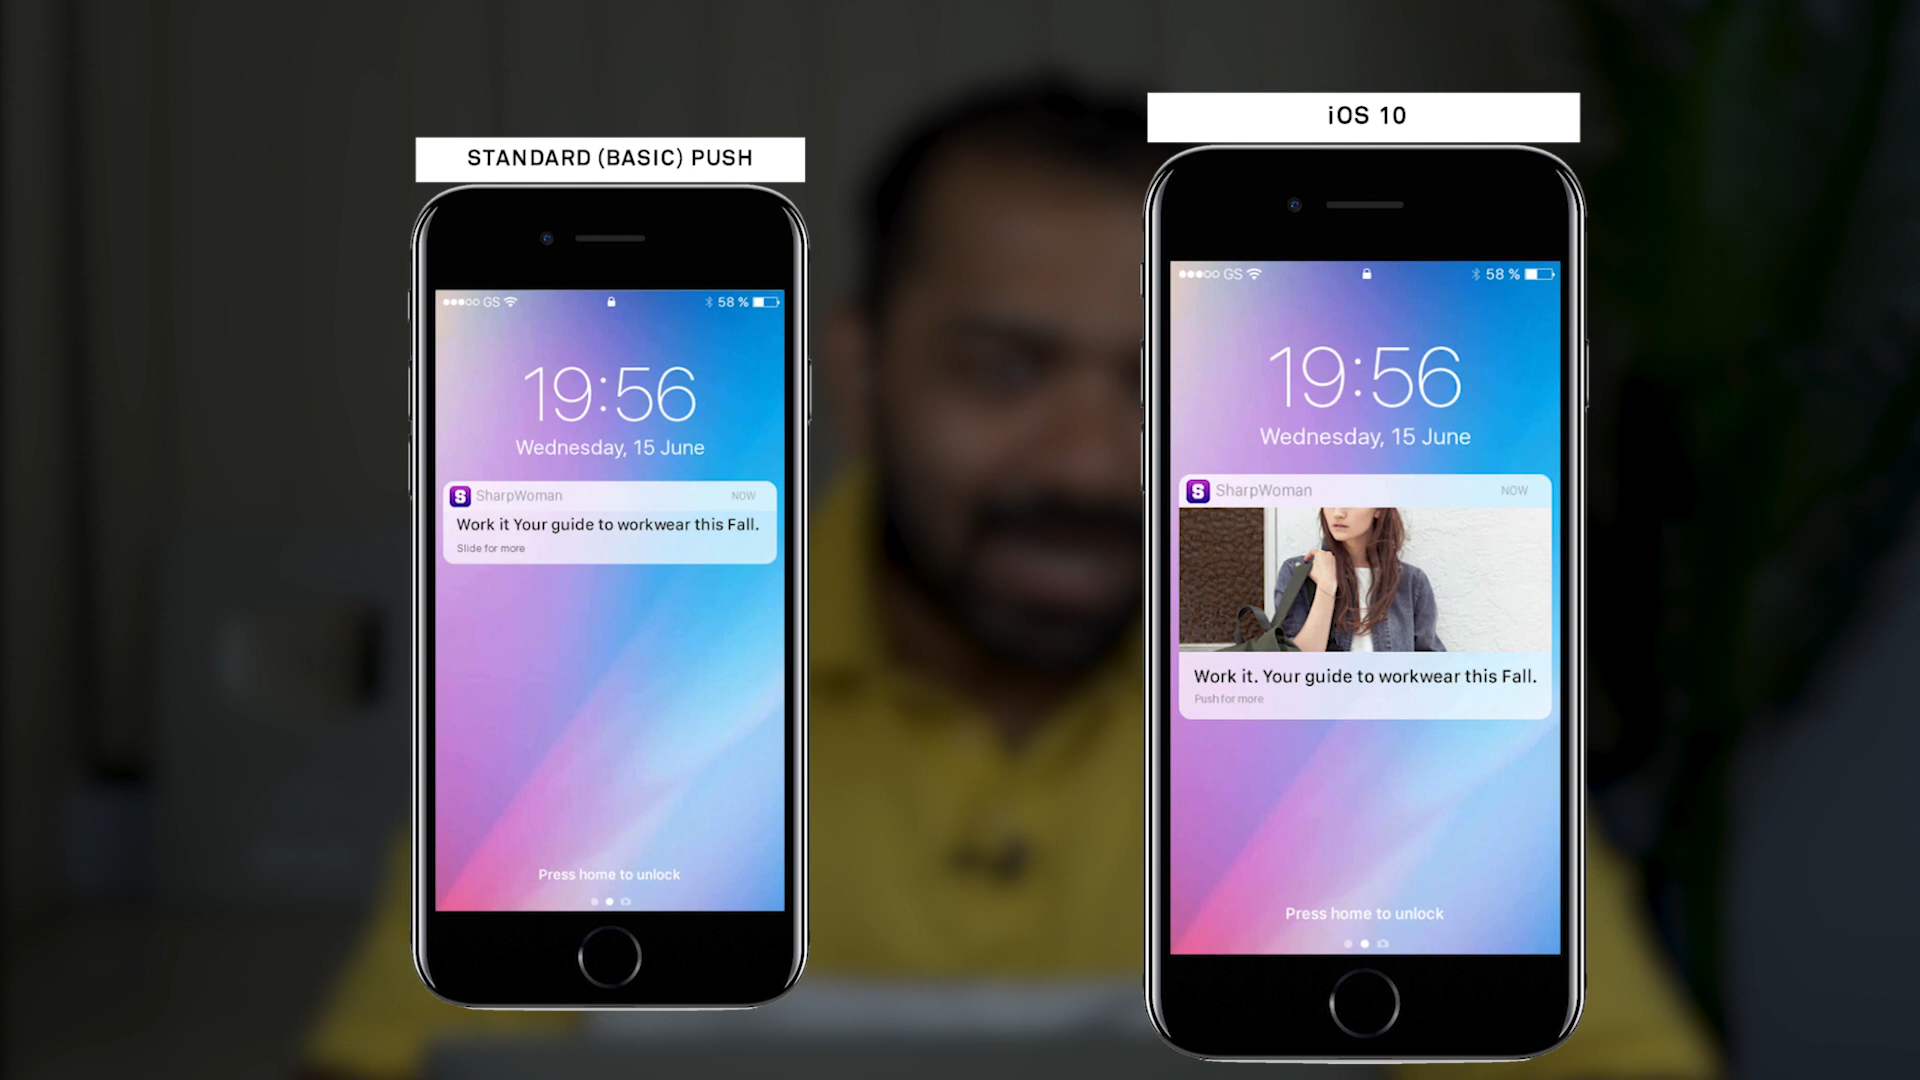 STANDARD (BASIC) PUSH
GS
58 %
19:56
Wednesday, 15 June
S
SharpWoman
NOW
Work it Your guide to workwear this Fall.
Slide for more
Press home to unlock
iOS 10
GS
58 %
19:56
Wednesday, 15 June
S
SharpWoman
NOW
Work it. Your guide to workwear this Fall.
Push for more
Press home to unlock